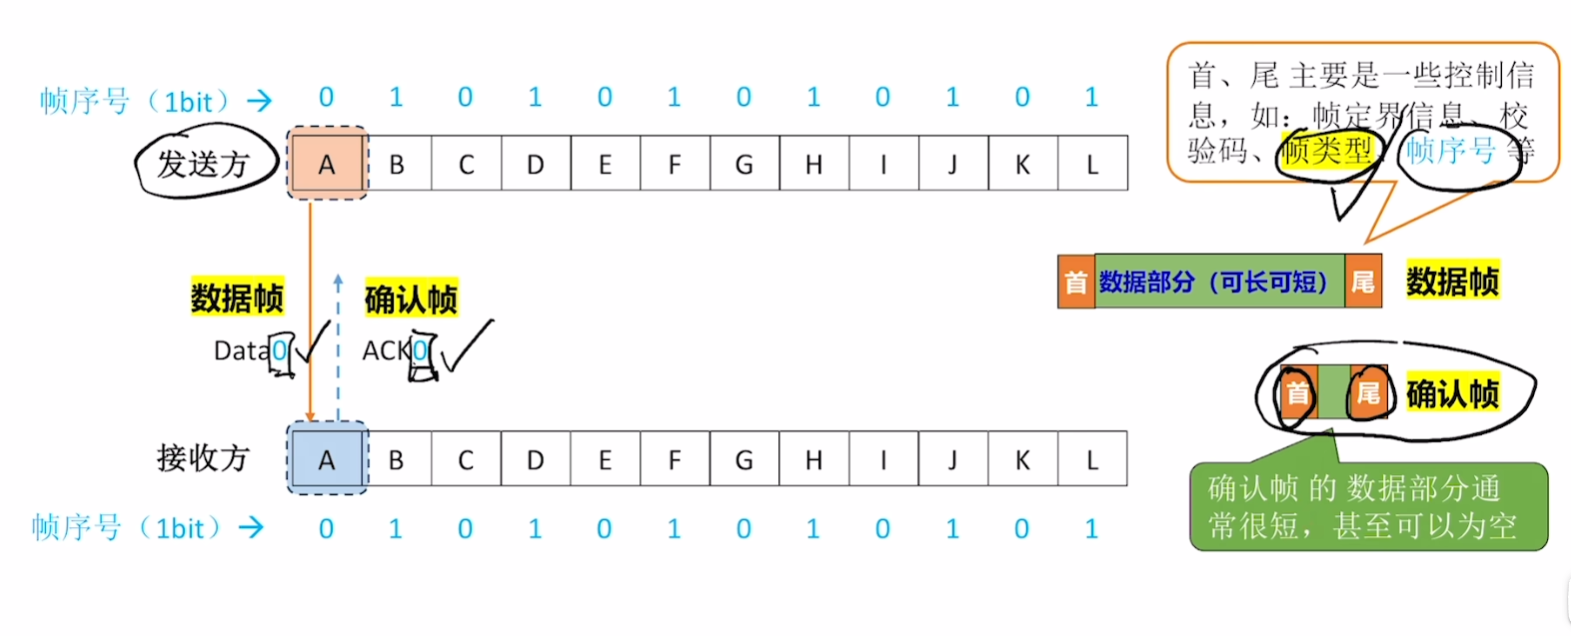 首、尾 主要是一些控制信
息，如：帧定界信息、校
验码、帧类型、帧序号 等
帧序号（1bit）→ 0 1 0 1 0 1 0 1 0 1 0 1
发送方 A B C D E F G H I J K L
首 数据部分（可长可短） 尾 数据帧
数据帧 确认帧
Data0 ACK0
首 尾 确认帧
接收方 A B C D E F G H I J K L
确认帧 的 数据部分通
常很短，甚至可以为空
帧序号（1bit）→ 0 1 0 1 0 1 0 1 0 1 0 1